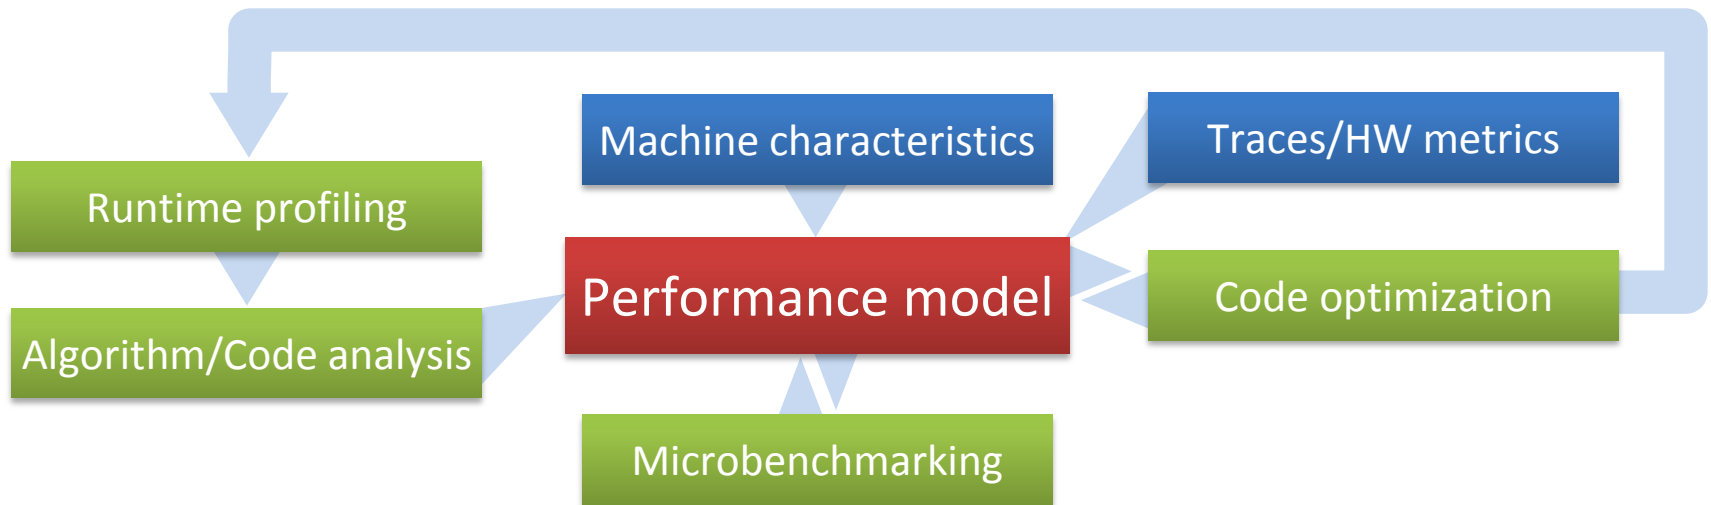 Machine characteristics
Traces/HW metrics
Runtime profiling
Performance model
Code optimization
Algorithm/Code analysis
Microbenchmarking